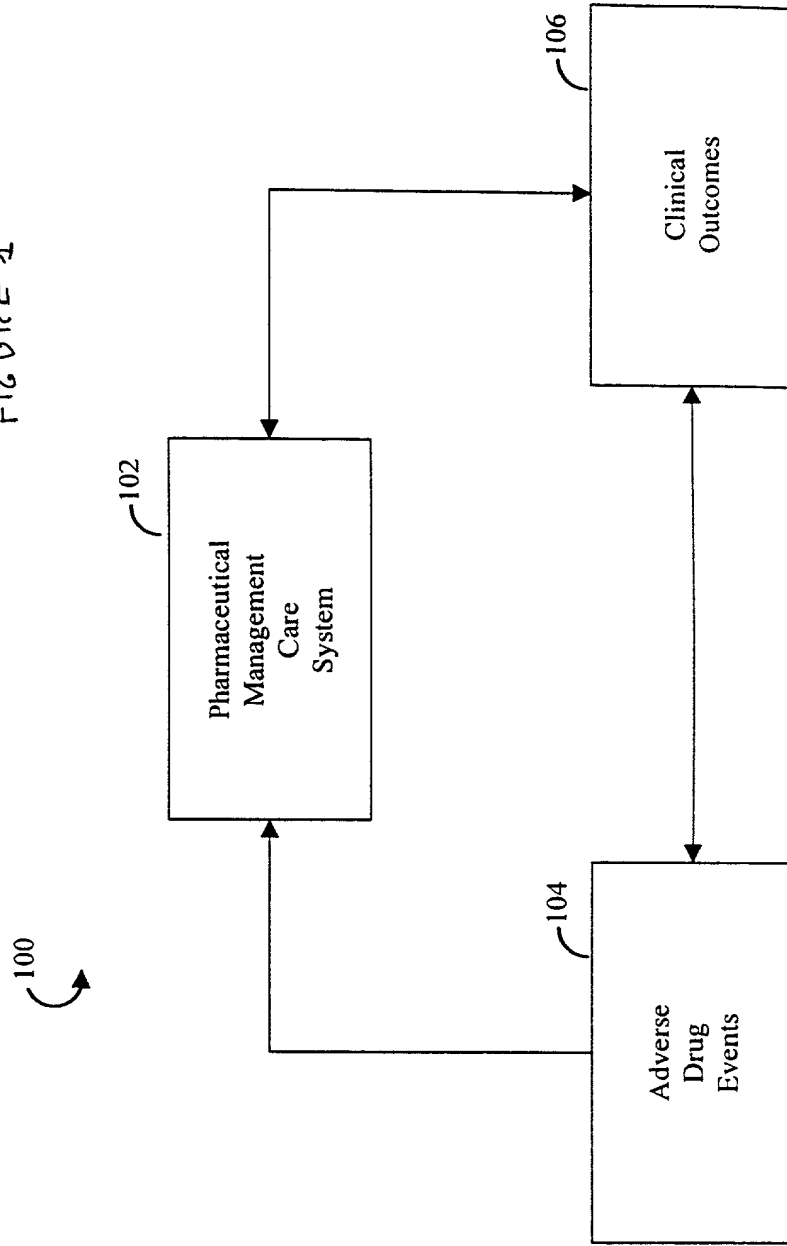 FIGURE 1
100
102
Pharmaceutical
Management
Care
System
104
Adverse
Drug
Events
106
Clinical
Outcomes